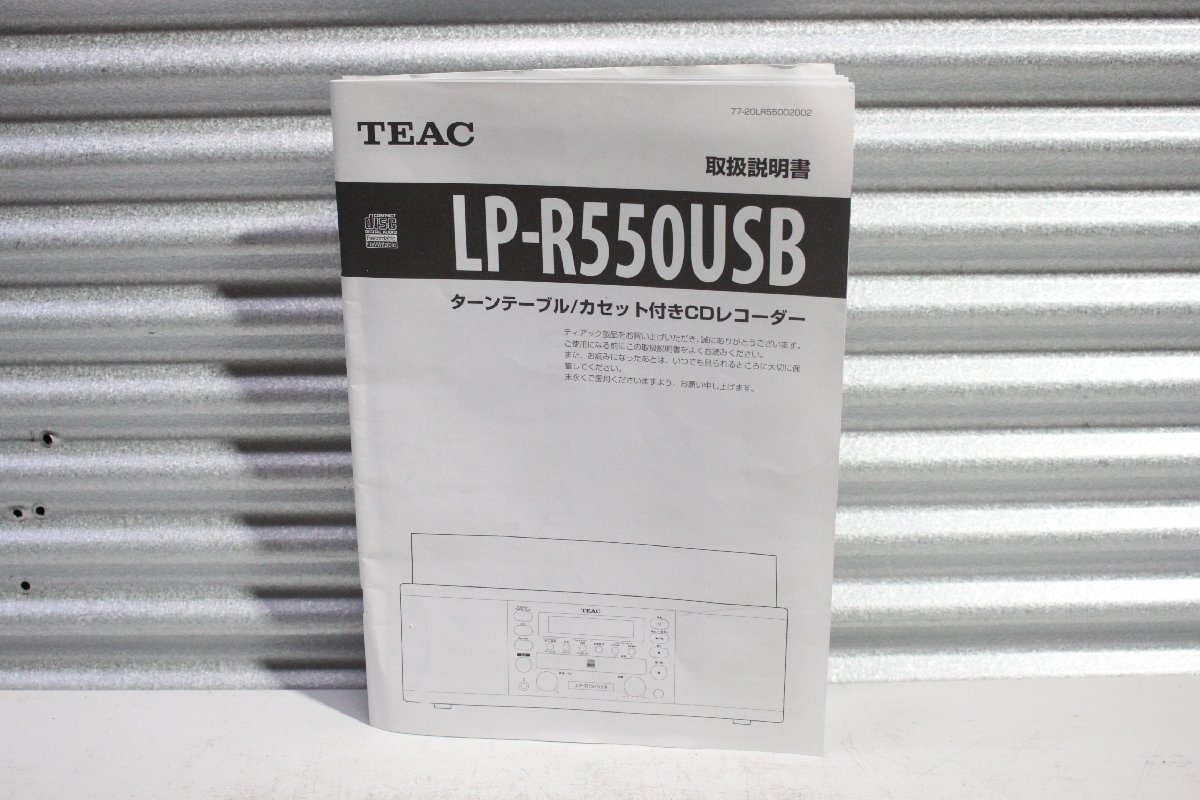 77-20LR55002002
TEAC
取扱説明書
COMPACT
disc
DIGITAL AUDIO
LP-R550USB
ターンテーブル/カセット付きCDレコーダー
ティアック製品をお買い上げいただき、誠にありがとうございます。
ご使用になる前にこの取扱説明書をよくお読みください。
また、お読みになったあとは、いつでも見られるところに大切に保
管してください。
末永くご愛用くださいますよう、お願い申し上げます。
TEAC
LP-R550USB